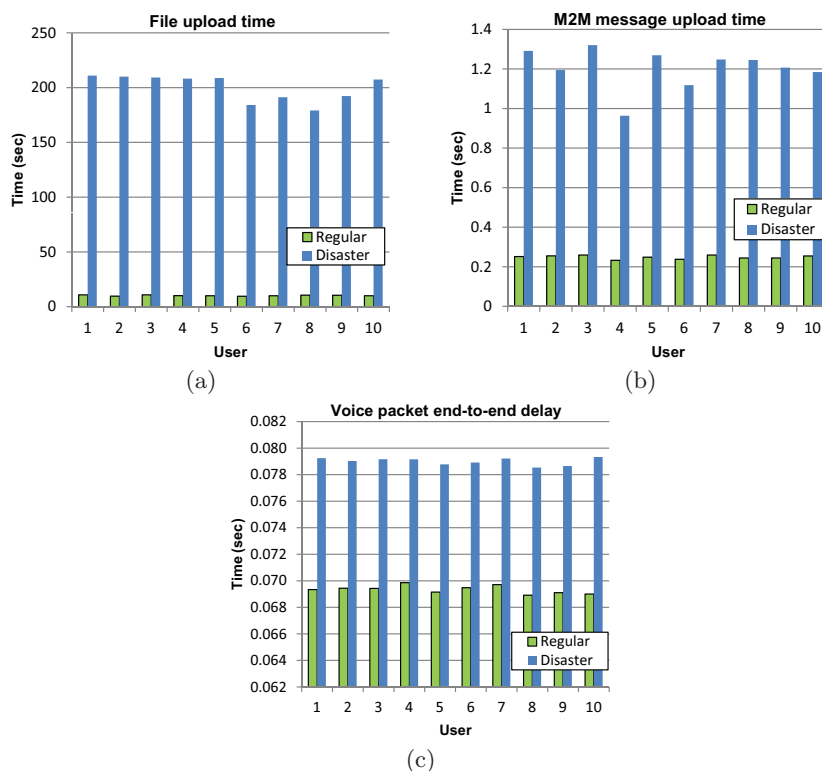 File upload time
250
200
150
100
50
0
Time (sec)
Regular
Disaster
1 2 3 4 5 6 7 8 9 10
User
(a)
M2M message upload time
1.4
1.2
1
0.8
0.6
0.4
0.2
0
Time (sec)
Regular
Disaster
1 2 3 4 5 6 7 8 9 10
User
(b)
Voice packet end-to-end delay
0.082
0.080
0.078
0.076
0.074
0.072
0.070
0.068
0.066
0.064
0.062
Time (sec)
Regular
Disaster
1 2 3 4 5 6 7 8 9 10
User
(c)